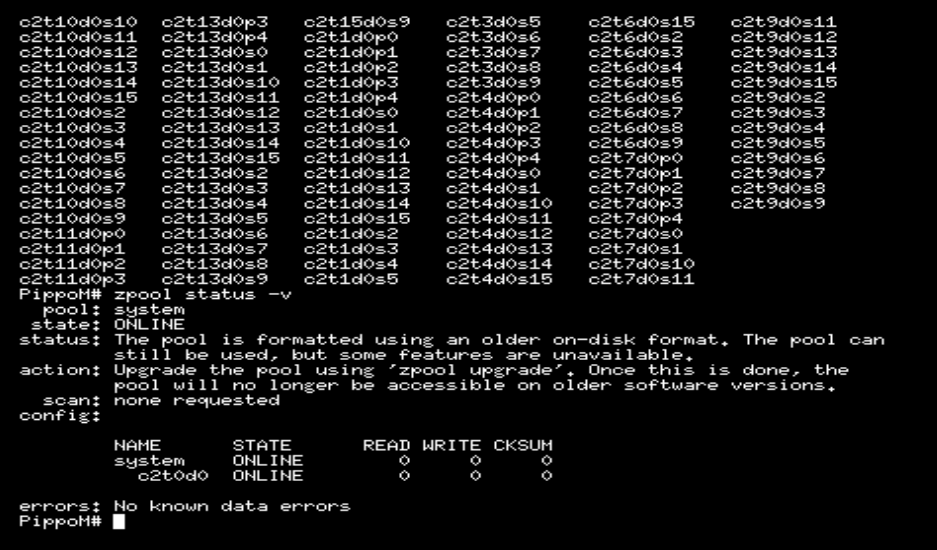 c2t10d0s10  c2t13d0p3   c2t15d0s9   c2t3d0s5    c2t6d0s15   c2t9d0s11
c2t10d0s11  c2t13d0p4   c2t1d0p0    c2t3d0s6    c2t6d0s2    c2t9d0s12
c2t10d0s12  c2t13d0s0   c2t1d0p1    c2t3d0s7    c2t6d0s3    c2t9d0s13
c2t10d0s13  c2t13d0s1   c2t1d0p2    c2t3d0s8    c2t6d0s4    c2t9d0s14
c2t10d0s14  c2t13d0s10  c2t1d0p3    c2t3d0s9    c2t6d0s5    c2t9d0s15
c2t10d0s15  c2t13d0s11  c2t1d0p4    c2t4d0p0    c2t6d0s6    c2t9d0s2
c2t10d0s2   c2t13d0s12  c2t1d0s0    c2t4d0p1    c2t6d0s7    c2t9d0s3
c2t10d0s3   c2t13d0s13  c2t1d0s1    c2t4d0p2    c2t6d0s8    c2t9d0s4
c2t10d0s4   c2t13d0s14  c2t1d0s10   c2t4d0p3    c2t6d0s9    c2t9d0s5
c2t10d0s5   c2t13d0s15  c2t1d0s11   c2t4d0p4    c2t7d0p0    c2t9d0s6
c2t10d0s6   c2t13d0s2   c2t1d0s12   c2t4d0s0    c2t7d0p1    c2t9d0s7
c2t10d0s7   c2t13d0s3   c2t1d0s13   c2t4d0s1    c2t7d0p2    c2t9d0s8
c2t10d0s8   c2t13d0s4   c2t1d0s14   c2t4d0s10   c2t7d0p3    c2t9d0s9
c2t10d0s9   c2t13d0s5   c2t1d0s15   c2t4d0s11   c2t7d0p4
c2t11d0p0   c2t13d0s6   c2t1d0s2    c2t4d0s12   c2t7d0s0
c2t11d0p1   c2t13d0s7   c2t1d0s3    c2t4d0s13   c2t7d0s1
c2t11d0p2   c2t13d0s8   c2t1d0s4    c2t4d0s14   c2t7d0s10
c2t11d0p3   c2t13d0s9   c2t1d0s5    c2t4d0s15   c2t7d0s11
PippoM# zpool status -v
  pool: system
 state: ONLINE
status: The pool is formatted using an older on-disk format. The pool can
        still be used, but some features are unavailable.
action: Upgrade the pool using 'zpool upgrade'. Once this is done, the
        pool will no longer be accessible on older software versions.
  scan: none requested
config:
        NAME      STATE      READ WRITE CKSUM
        system    ONLINE        0     0     0
          c2t0d0  ONLINE        0     0     0
errors: No known data errors
PippoM#